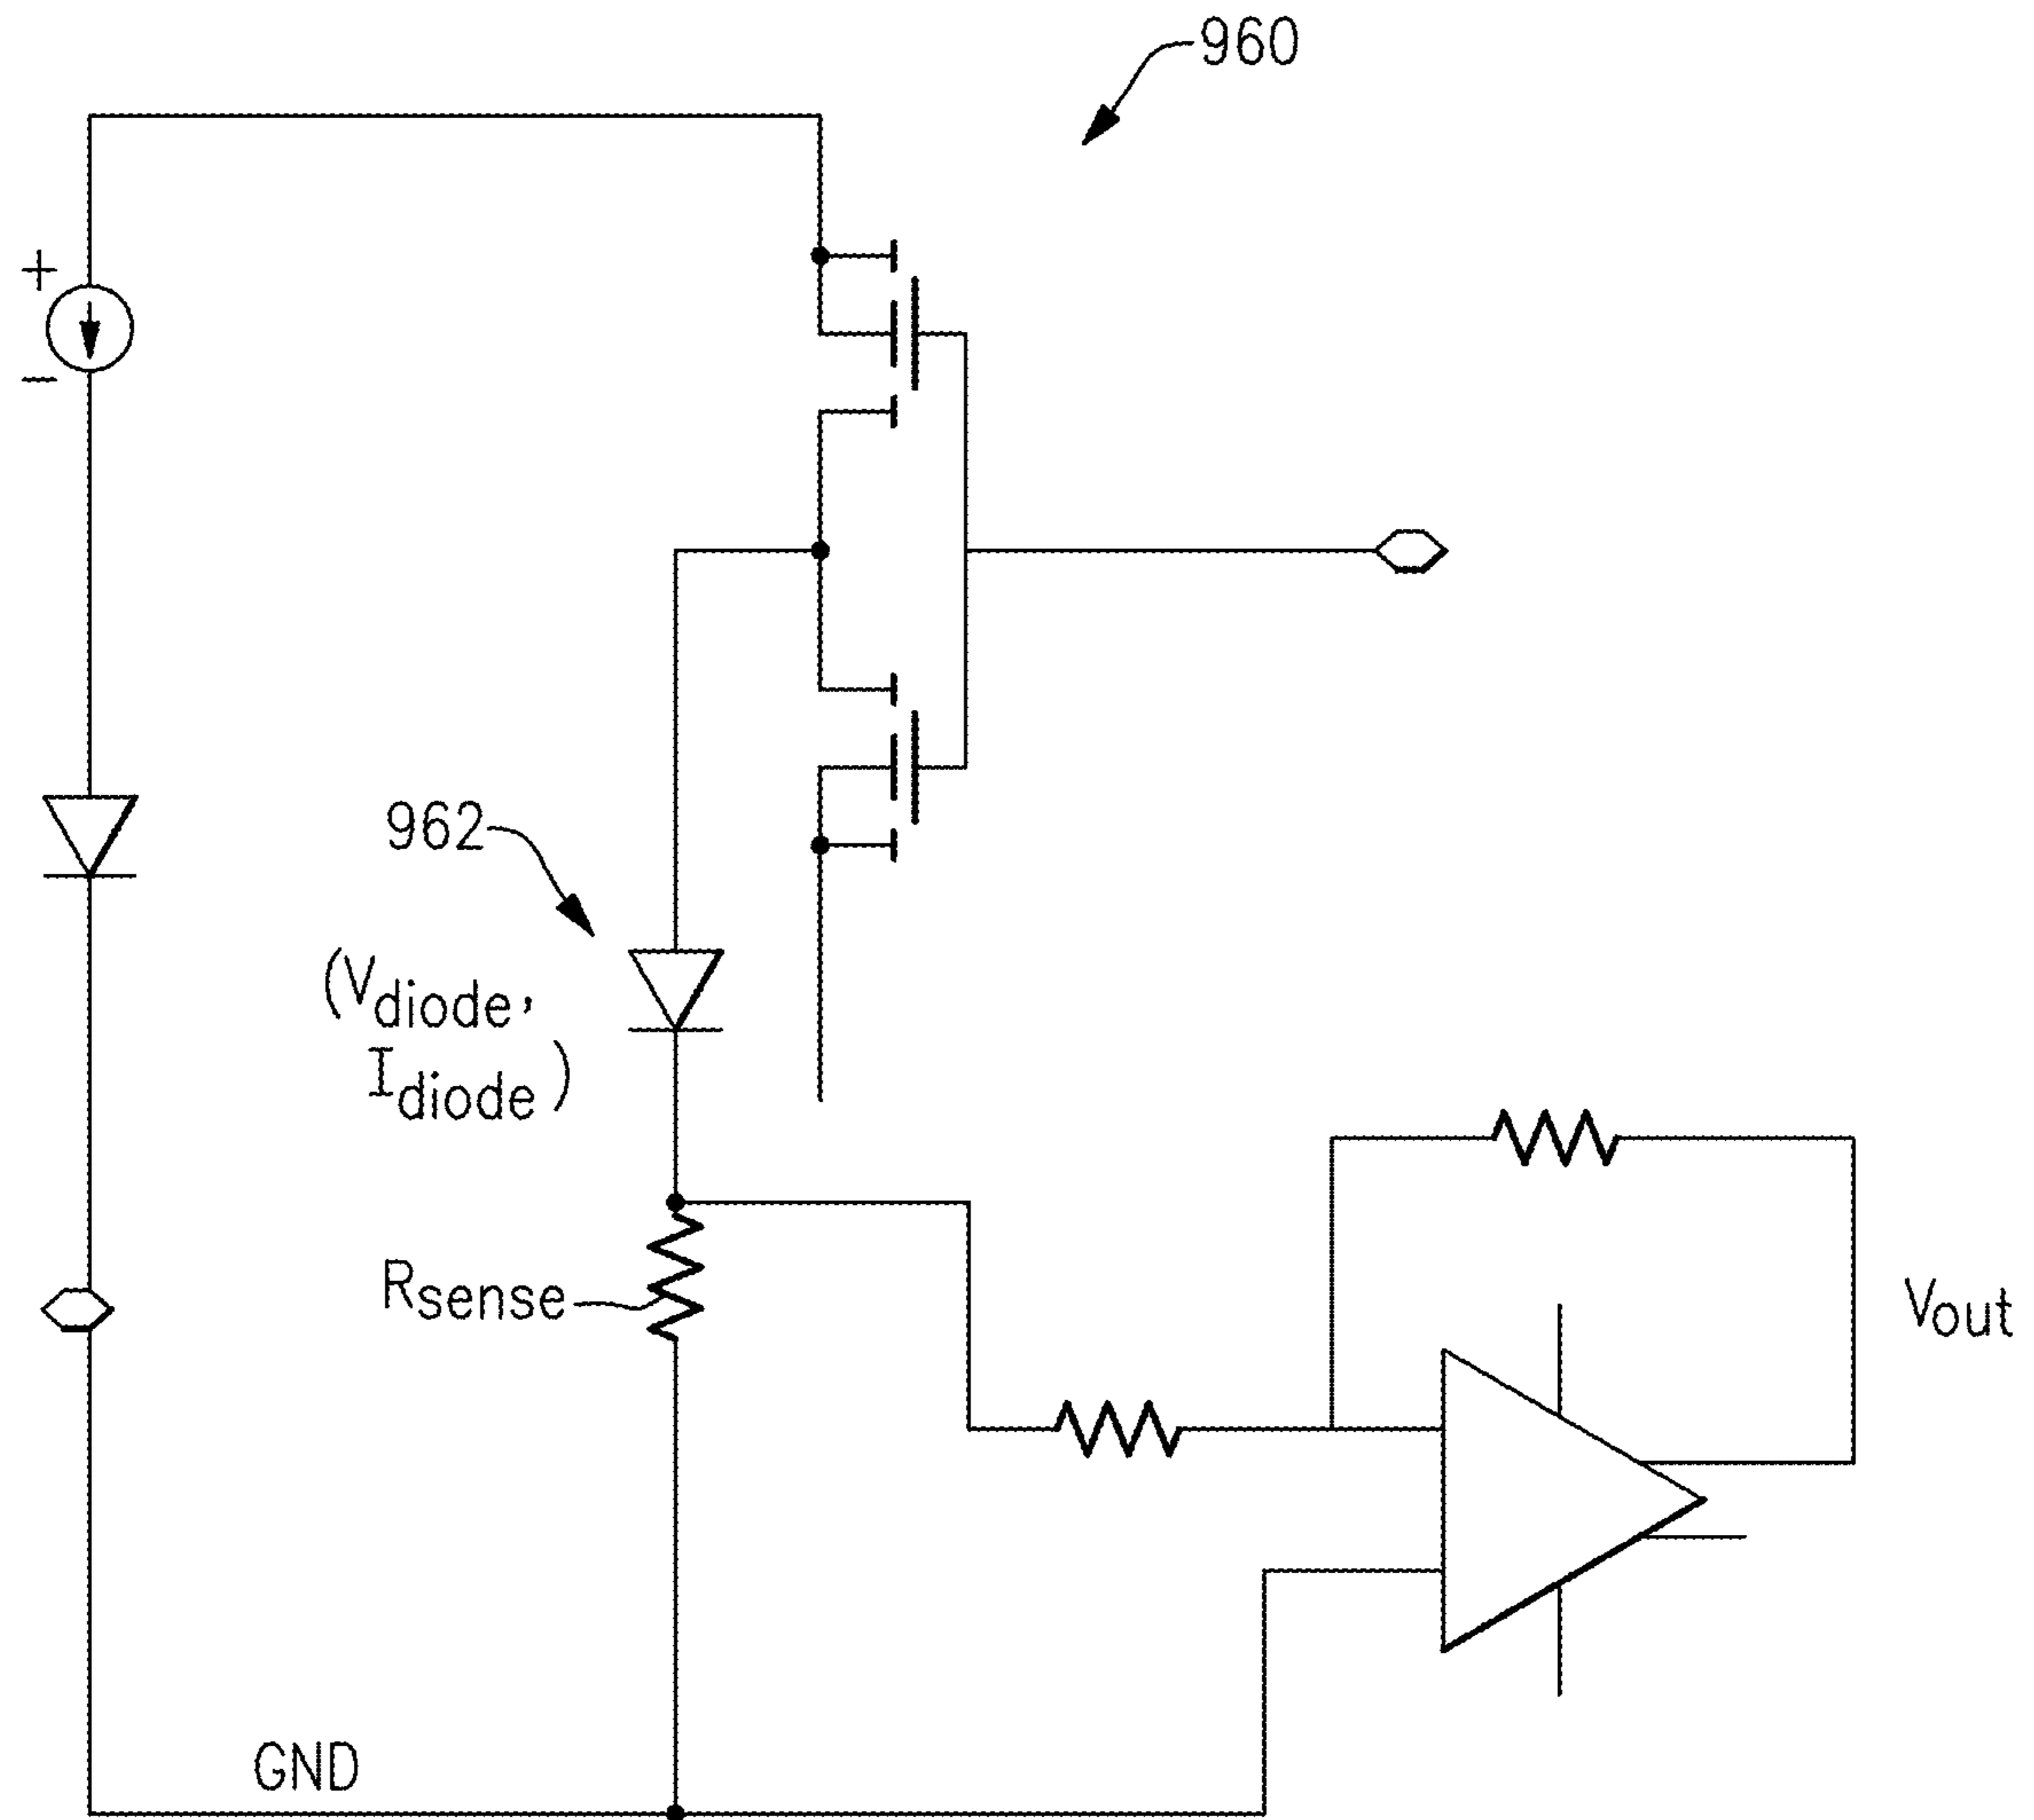 960
+
−
962
(Vdiode,
Idiode)
Rsense
Vout
GND